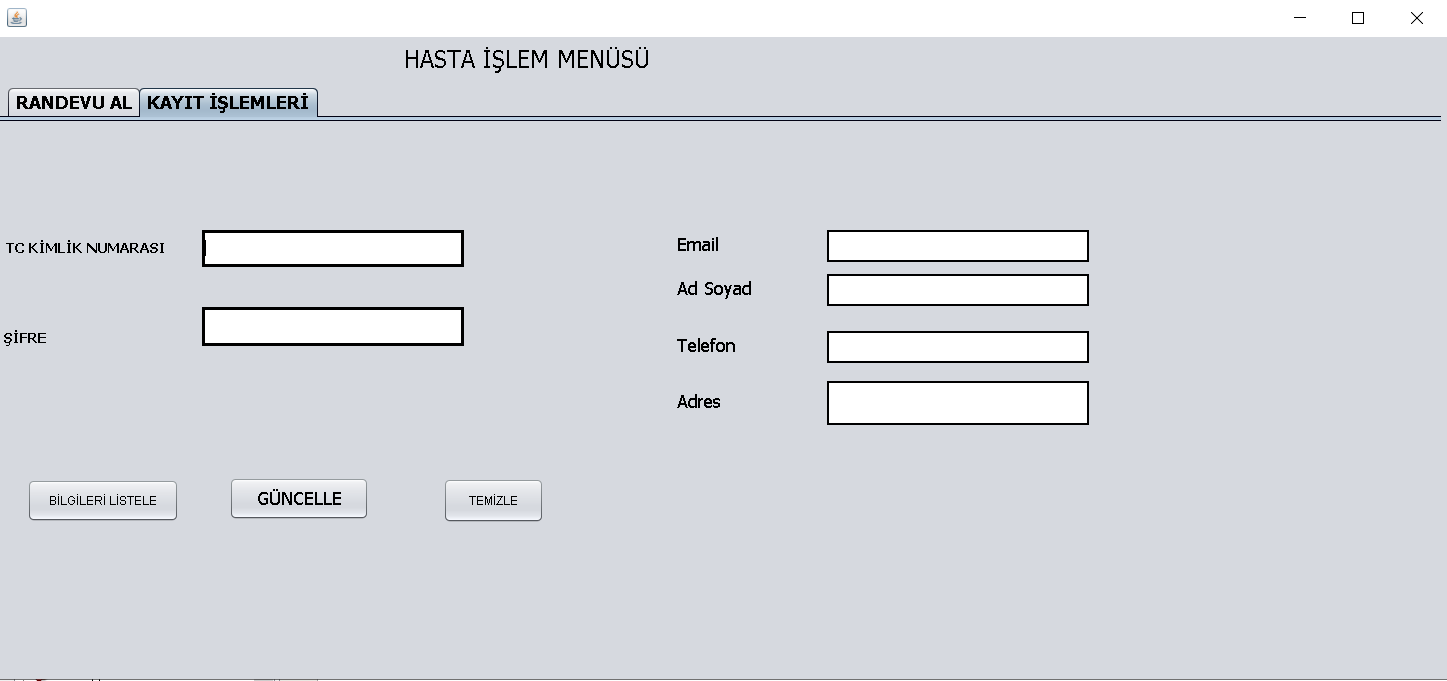 HASTA İŞLEM MENÜSÜ
RANDEVU AL KAYIT İŞLEMLERİ
TC KİMLİK NUMARASI
ŞİFRE
Email
Ad Soyad
Telefon
Adres
BİLGİLERİ LİSTELE GÜNCELLE TEMİZLE